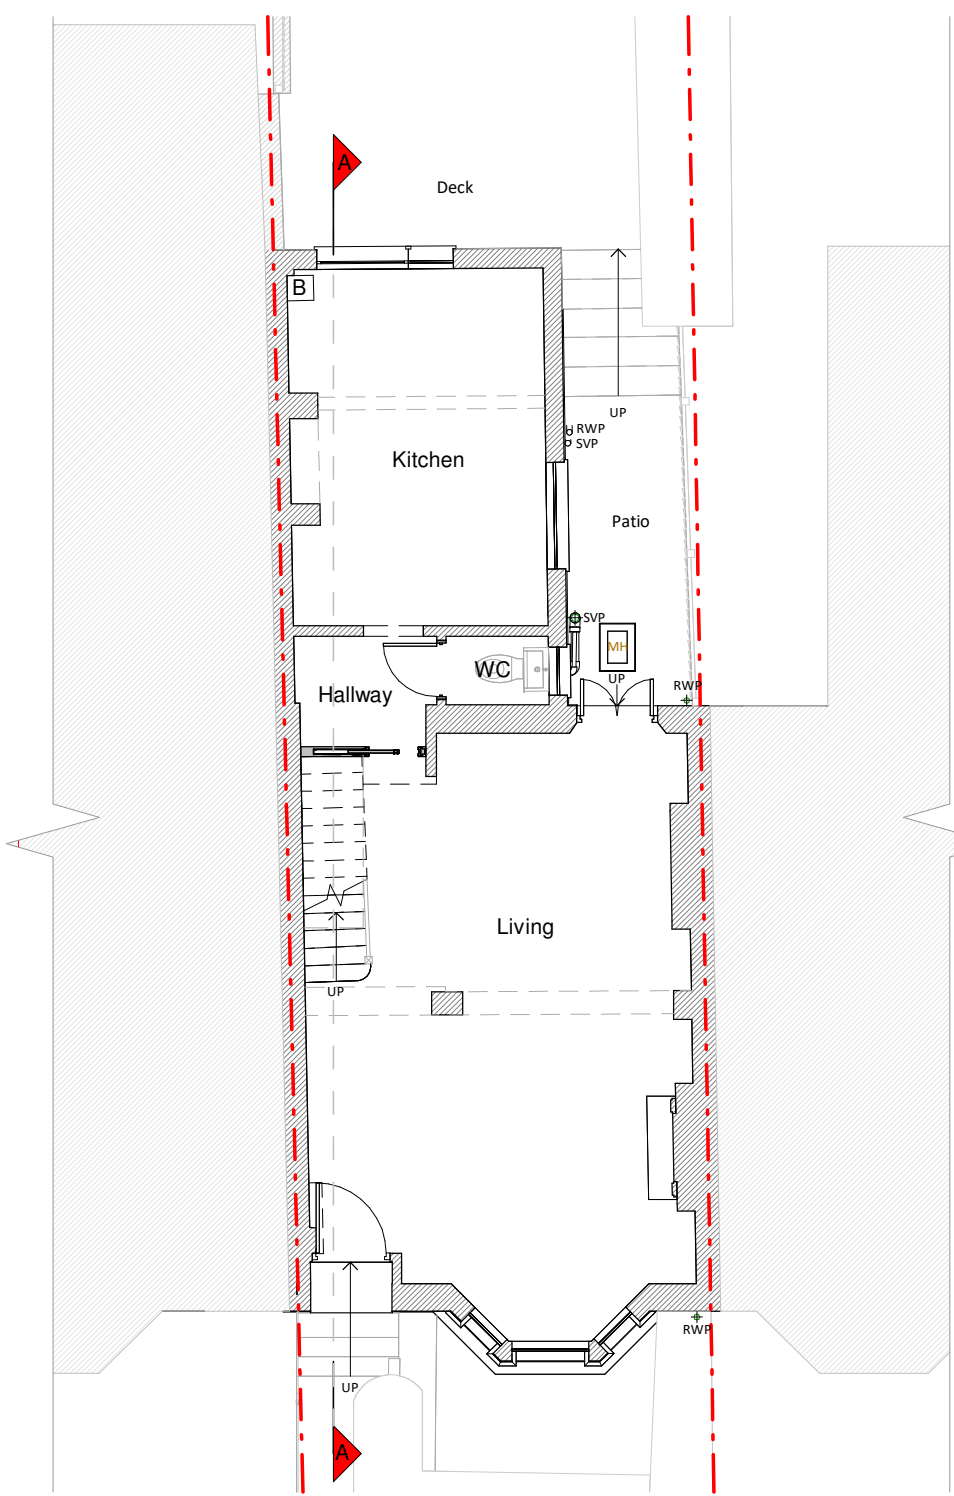 A
Deck
B
UP
RWP
SVP
Kitchen
Patio
SVP
MH
WC
UP
RWP
Hallway
Living
UP
RWP
UP
A